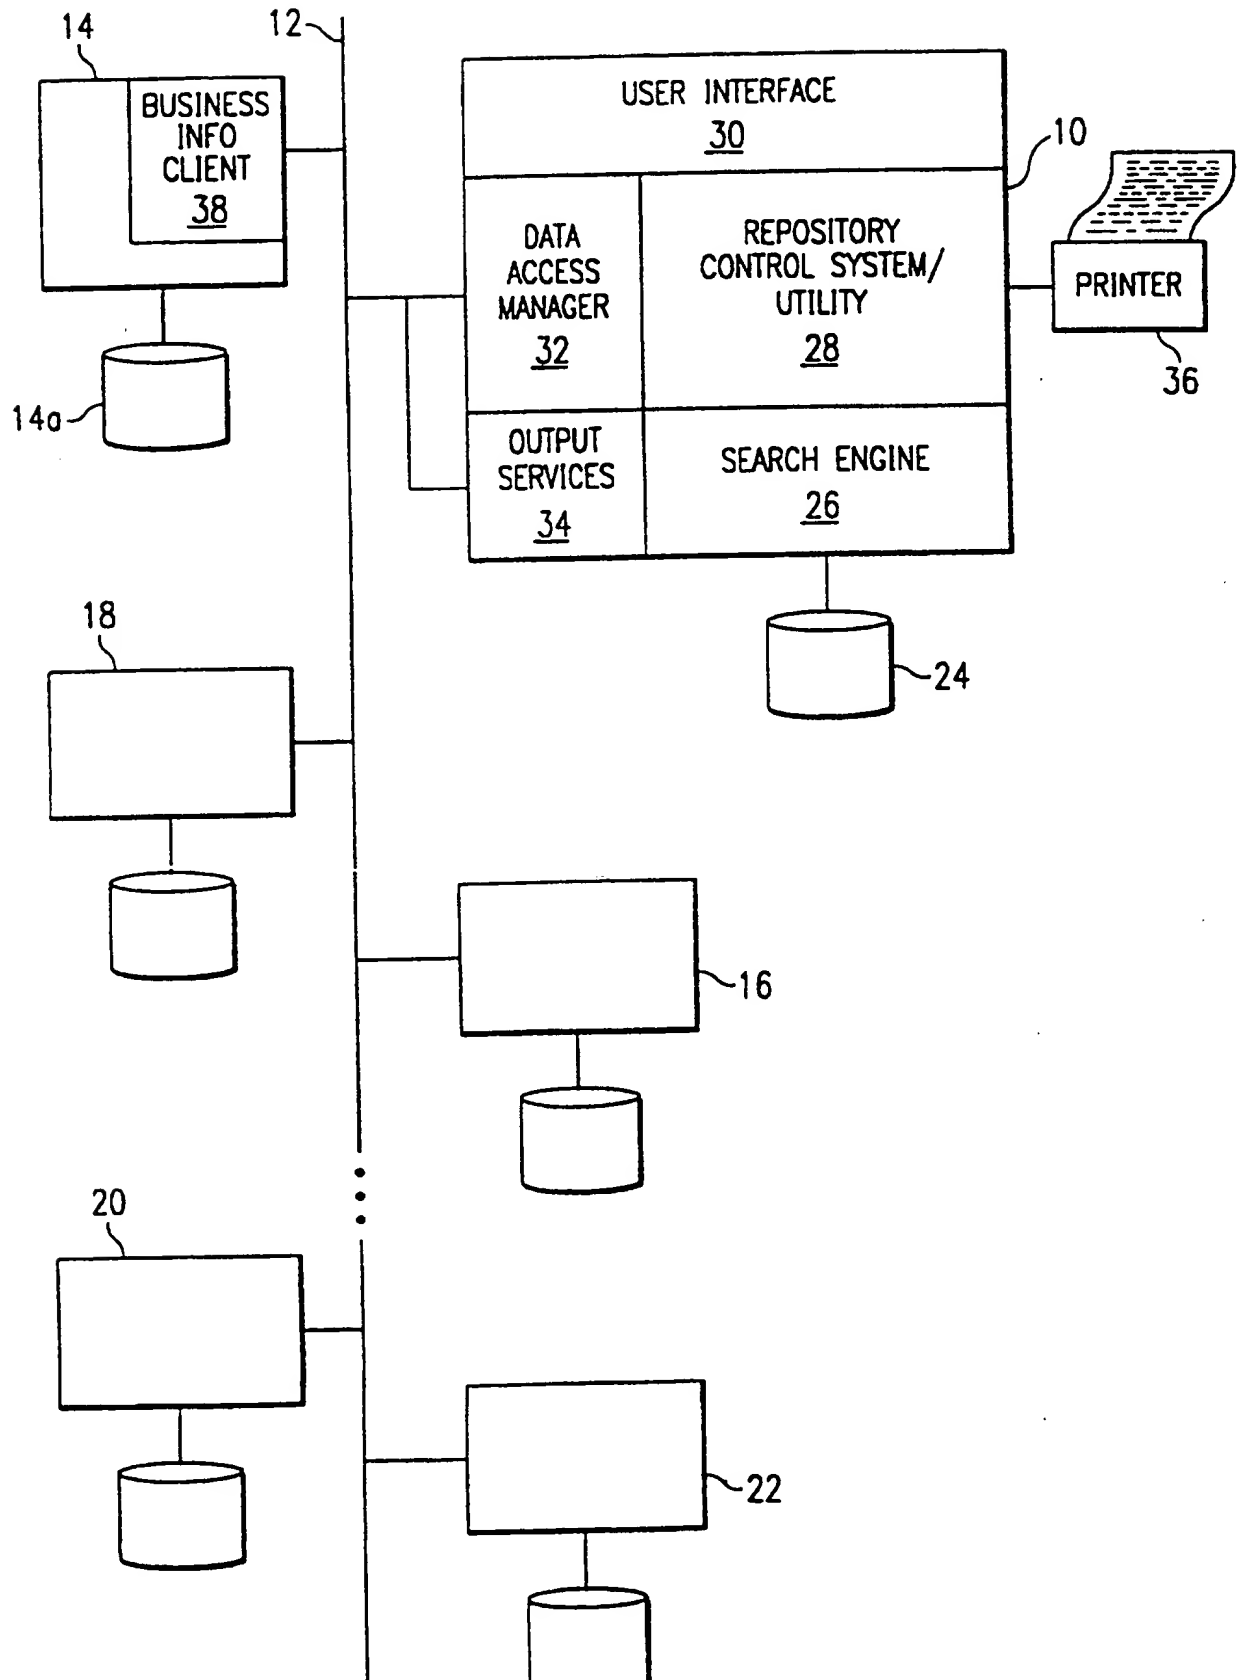 14
12
BUSINESS
INFO
CLIENT
38
14a
USER INTERFACE
30
10
DATA
ACCESS
MANAGER
32
REPOSITORY
CONTROL SYSTEM/
UTILITY
28
PRINTER
36
OUTPUT
SERVICES
34
SEARCH ENGINE
26
24
18
16
20
22